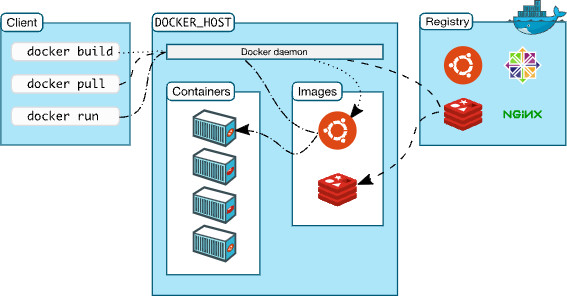 Client
docker build
docker pull
docker run
DOCKER_HOST
Docker daemon
Containers
Images
Registry
NGINX